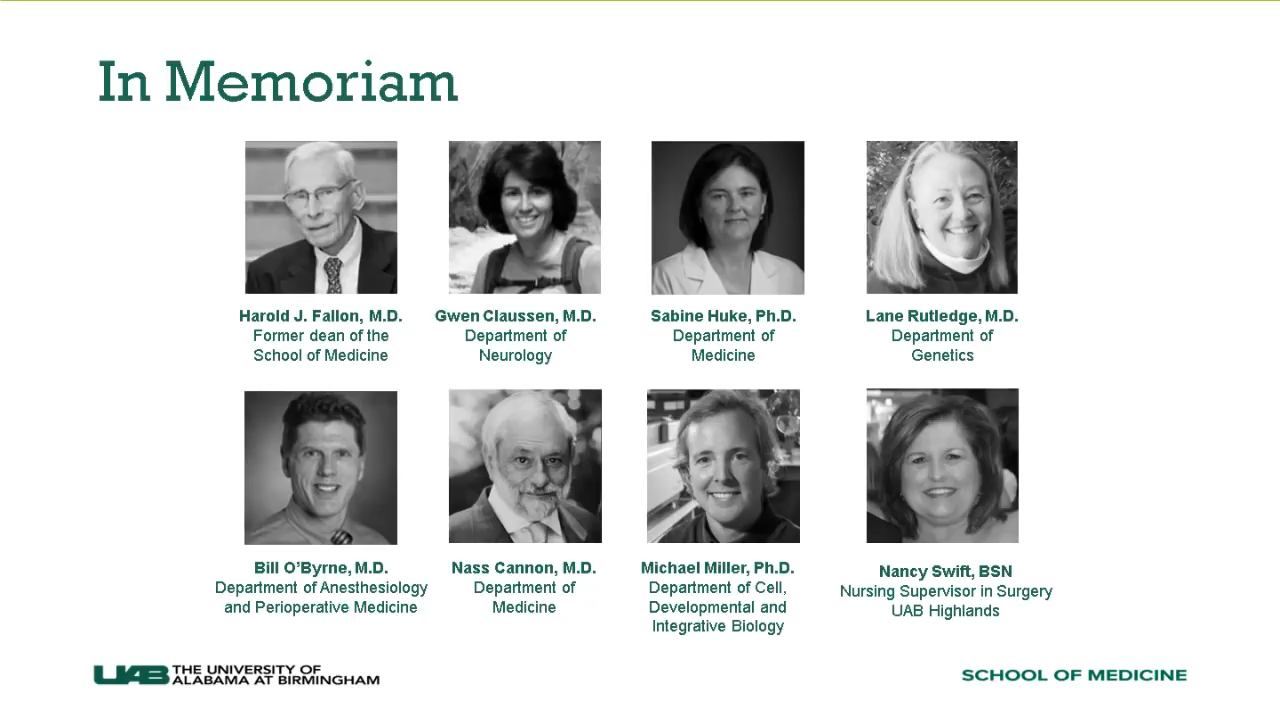 In Memoriam
Harold J. Fallon, M.D.
Former dean of the
School of Medicine
Gwen Claussen, M.D.
Department of
Neurology
Sabine Huke, Ph.D.
Department of
Medicine
Lane Rutledge, M.D.
Department of
Genetics
Bill O’Byrne, M.D.
Department of Anesthesiology
and Perioperative Medicine
Nass Cannon, M.D.
Department of
Medicine
Michael Miller, Ph.D.
Department of Cell,
Developmental and
Integrative Biology
Nancy Swift, BSN
Nursing Supervisor in Surgery
UAB Highlands
UAB THE UNIVERSITY OF
ALABAMA AT BIRMINGHAM
SCHOOL OF MEDICINE